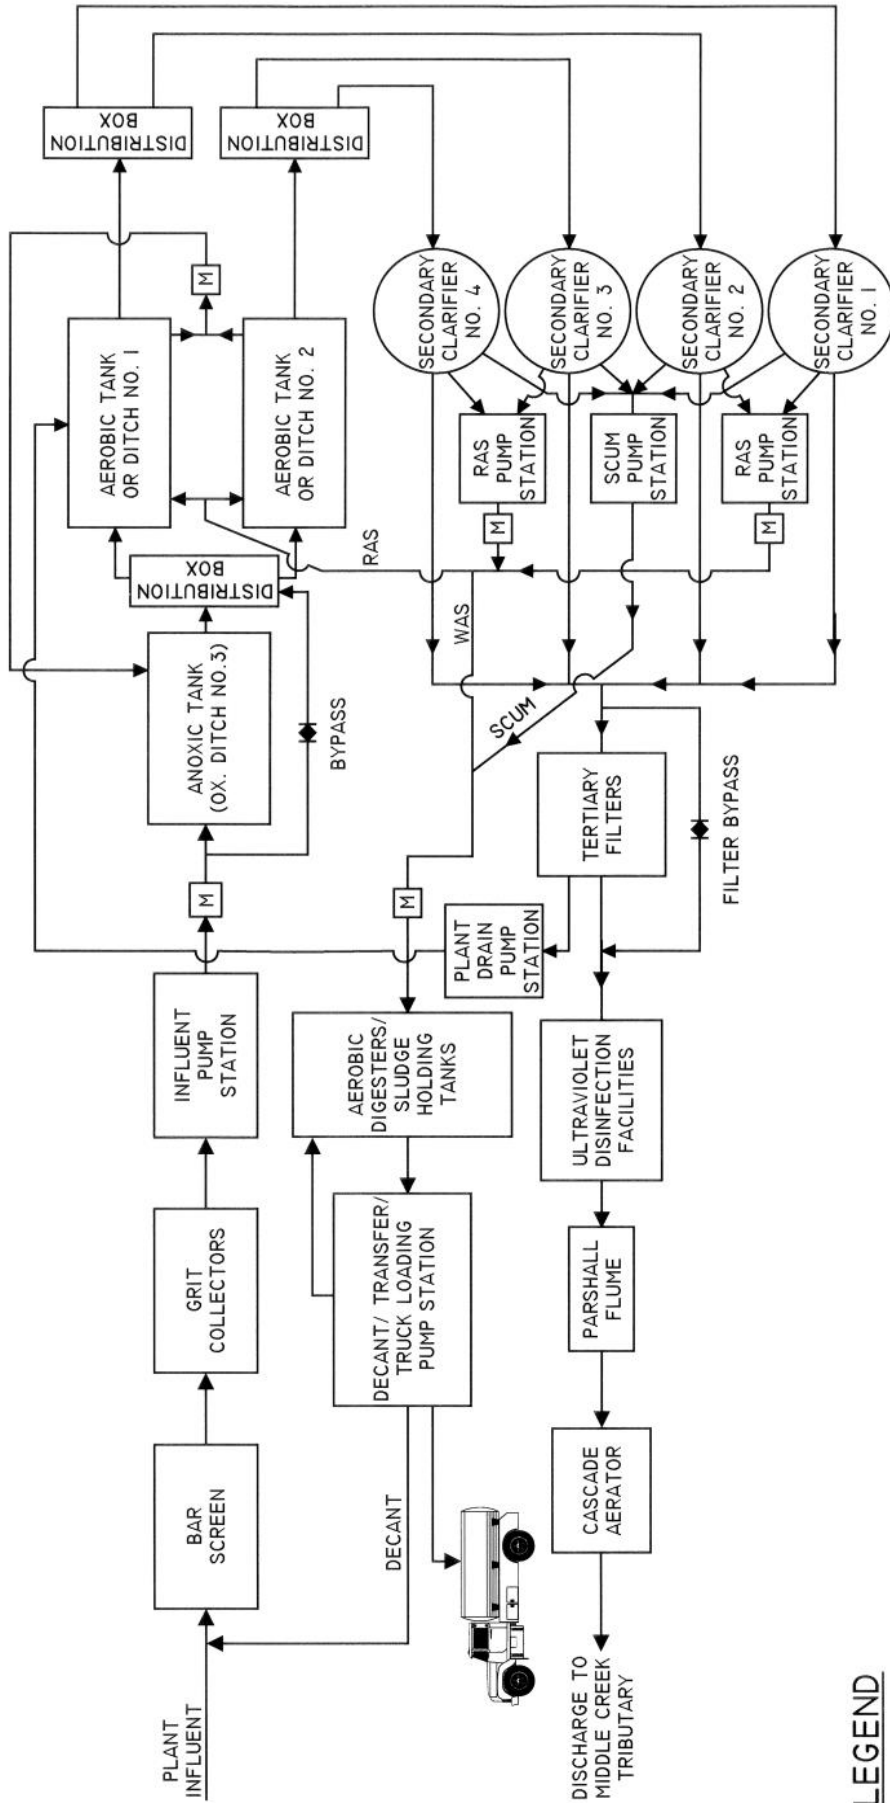 PLANT
INFLUENT
BAR
SCREEN
GRIT
COLLECTORS
INFLUENT
PUMP
STATION
M
ANOXIC TANK
(OX. DITCH NO.3)
BYPASS
DISTRIBUTION
BOX
AEROBIC TANK
OR DITCH NO. 1
AEROBIC TANK
OR DITCH NO. 2
M
DISTRIBUTION
BOX
DISTRIBUTION
BOX
DECANT
DECANT/ TRANSFER/
TRUCK LOADING
PUMP STATION
AEROBIC
DIGESTERS/
SLUDGE
HOLDING
TANKS
M
PLANT
DRAIN
PUMP
STATION
SCUM
WAS
RAS
M
RAS
PUMP
STATION
SCUM
PUMP
STATION
M
RAS
PUMP
STATION
SECONDARY
CLARIFIER
NO. 4
SECONDARY
CLARIFIER
NO. 3
SECONDARY
CLARIFIER
NO. 2
SECONDARY
CLARIFIER
NO. 1
DISCHARGE TO
MIDDLE CREEK
TRIBUTARY
CASCADE
AERATOR
PARSHALL
FLUME
ULTRAVIOLET
DISINFECTION
FACILITIES
TERTIARY
FILTERS
FILTER BYPASS
LEGEND